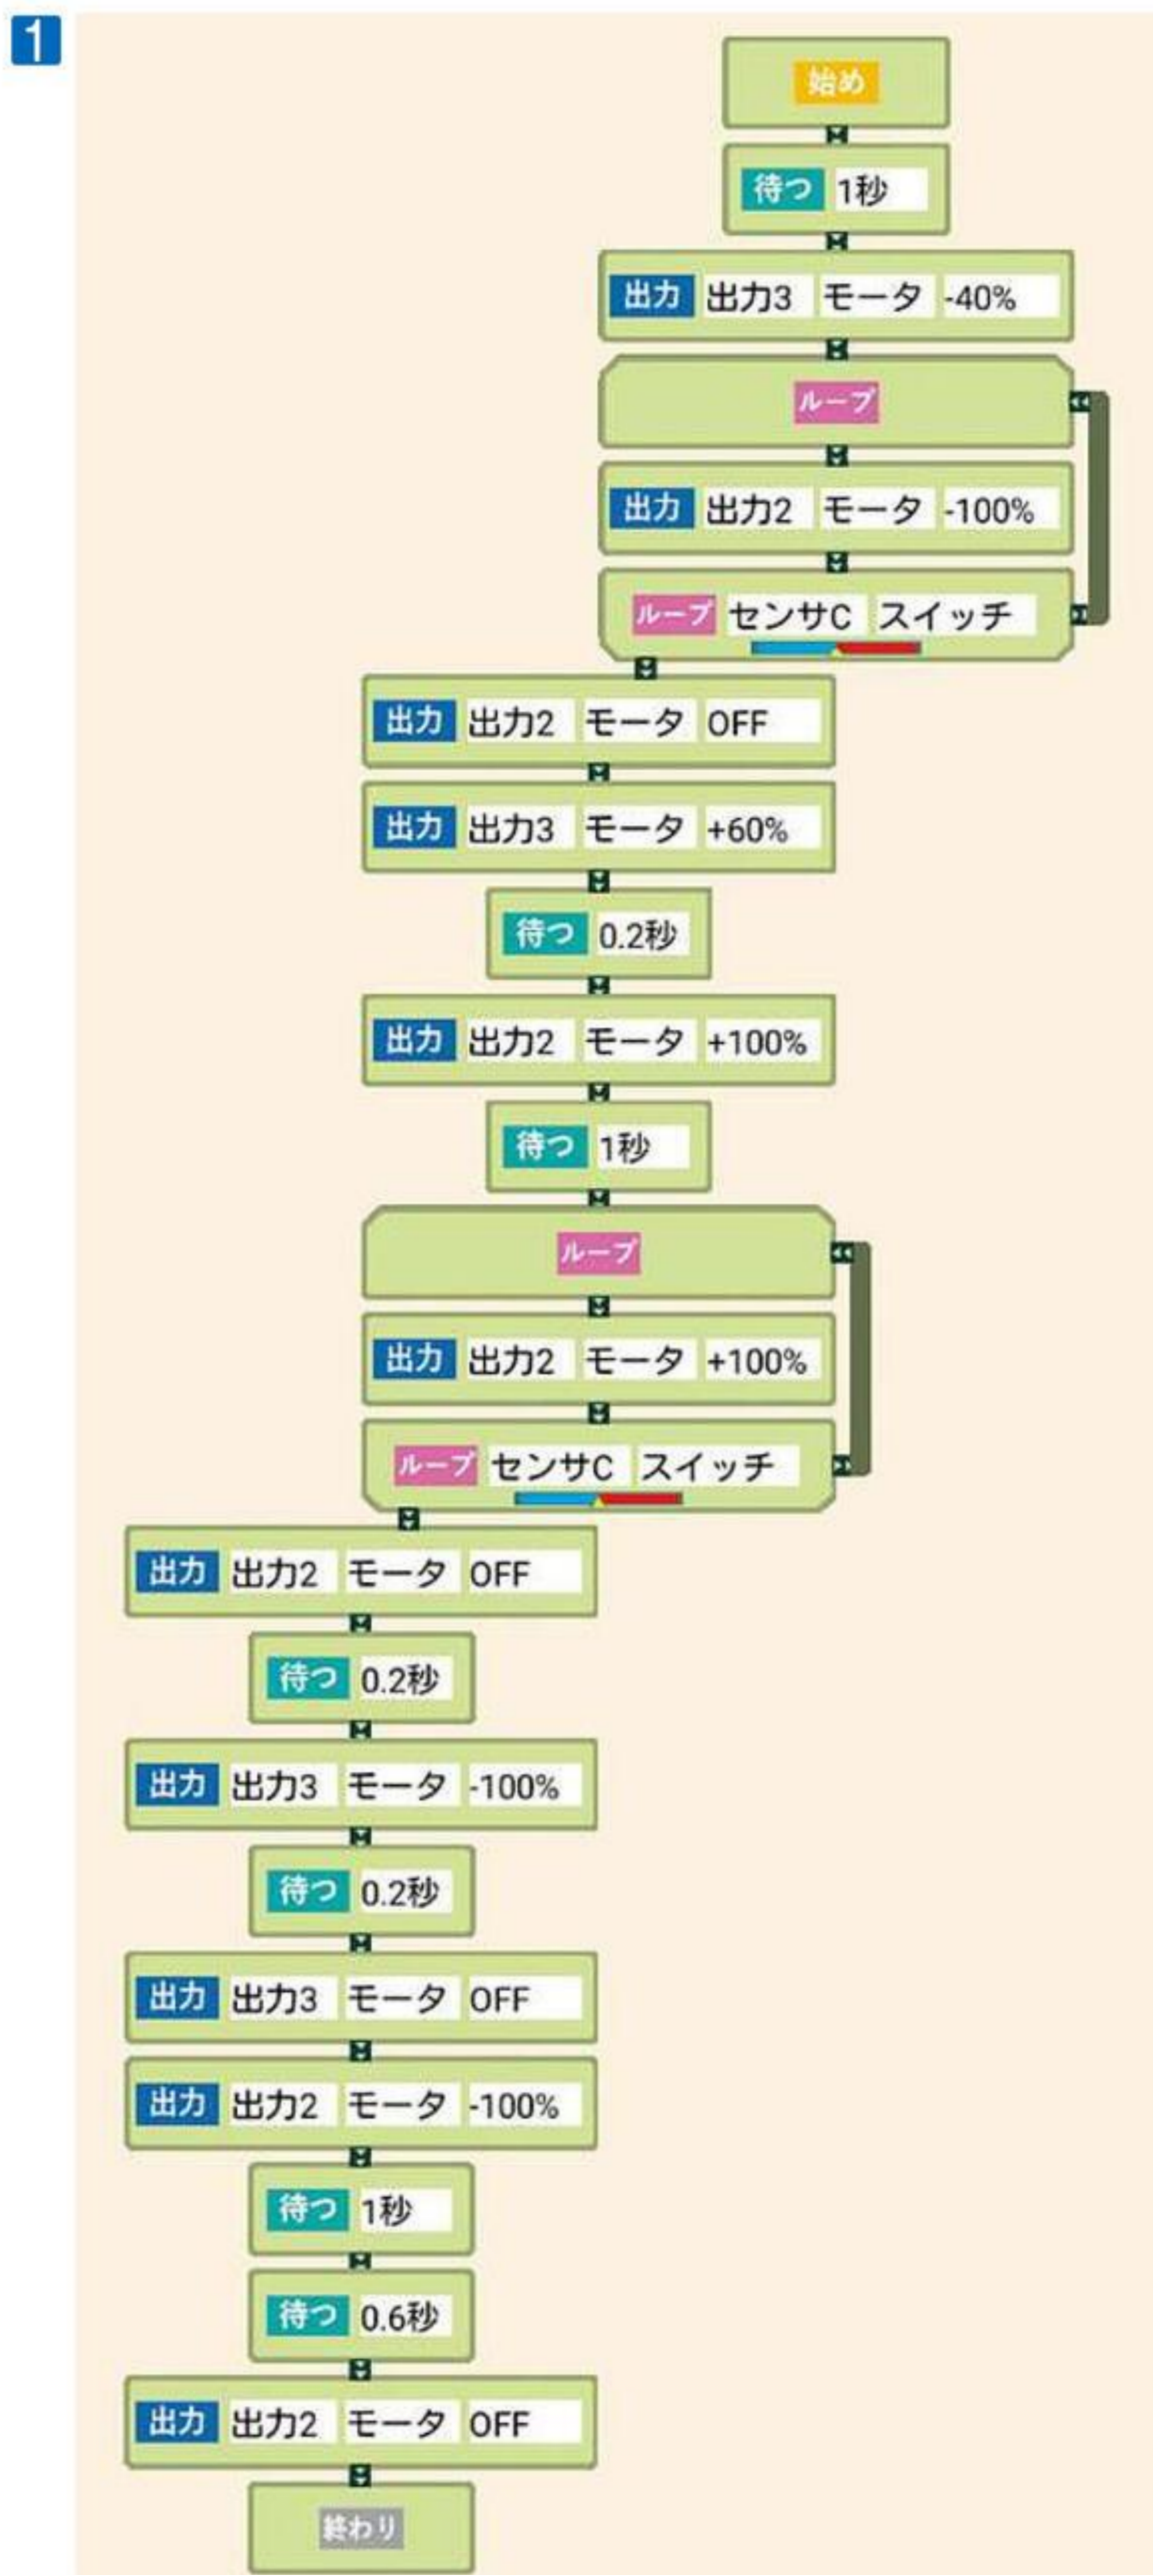 1
始め
待つ 1秒
出力 出力3 モータ -40%
ループ
出力 出力2 モータ -100%
ループ センサC スイッチ
出力 出力2 モータ OFF
出力 出力3 モータ +60%
待つ 0.2秒
出力 出力2 モータ +100%
待つ 1秒
ループ
出力 出力2 モータ +100%
ループ センサC スイッチ
出力 出力2 モータ OFF
待つ 0.2秒
出力 出力3 モータ -100%
待つ 0.2秒
出力 出力3 モータ OFF
出力 出力2 モータ -100%
待つ 1秒
待つ 0.6秒
出力 出力2 モータ OFF
終わり